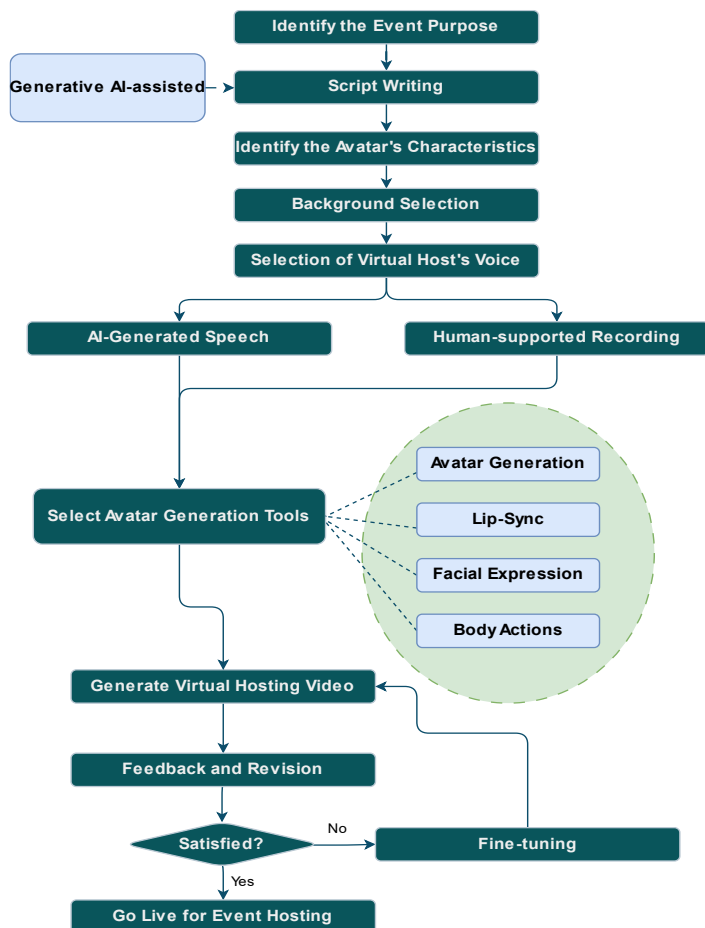 Identify the Event Purpose
Generative AI-assisted
Script Writing
Identify the Avatar's Characteristics
Background Selection
Selection of Virtual Host's Voice
AI-Generated Speech
Human-supported Recording
Avatar Generation
Select Avatar Generation Tools
Lip-Sync
Facial Expression
Body Actions
Generate Virtual Hosting Video
Feedback and Revision
Satisfied?
No
Fine-tuning
Yes
Go Live for Event Hosting